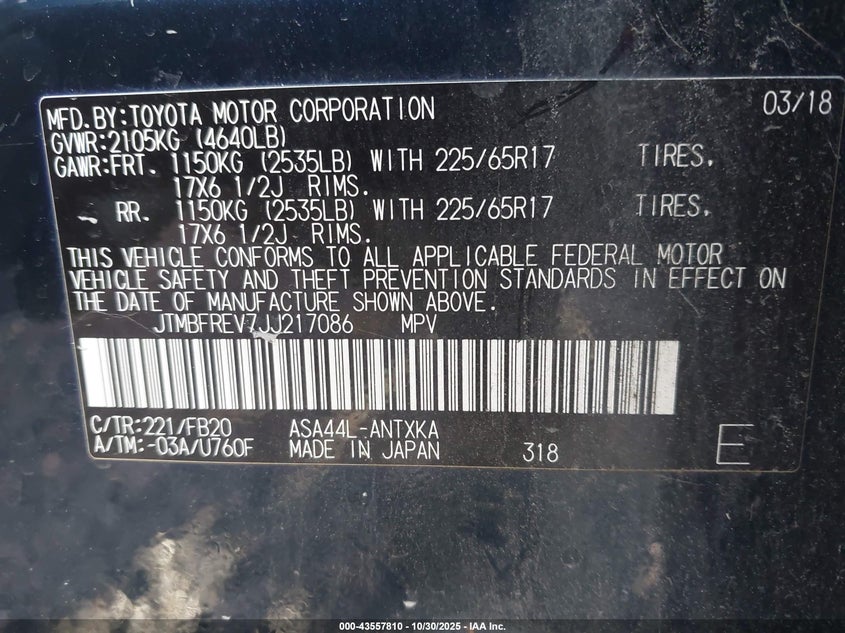 MFD.BY:TOYOTA MOTOR CORPORATION 03/18
GVWR:2105KG (4640LB)
GAWR:FRT. 1150KG (2535LB) WITH 225/65R17 TIRES.
17X6 1/2J RIMS.
RR. 1150KG (2535LB) WITH 225/65R17 TIRES.
17X6 1/2J RIMS.
THIS VEHICLE CONFORMS TO ALL APPLICABLE FEDERAL MOTOR
VEHICLE SAFETY AND THEFT PREVENTION STANDARDS IN EFFECT ON
THE DATE OF MANUFACTURE SHOWN ABOVE.
JTMBFREV7JJ217086 MPV
C/TR:221/FB20 ASA44L-ANTXKA
A/TM:-03A/U760F MADE IN JAPAN 318 E
000-43557810 - 10/30/2025 - IAA Inc.